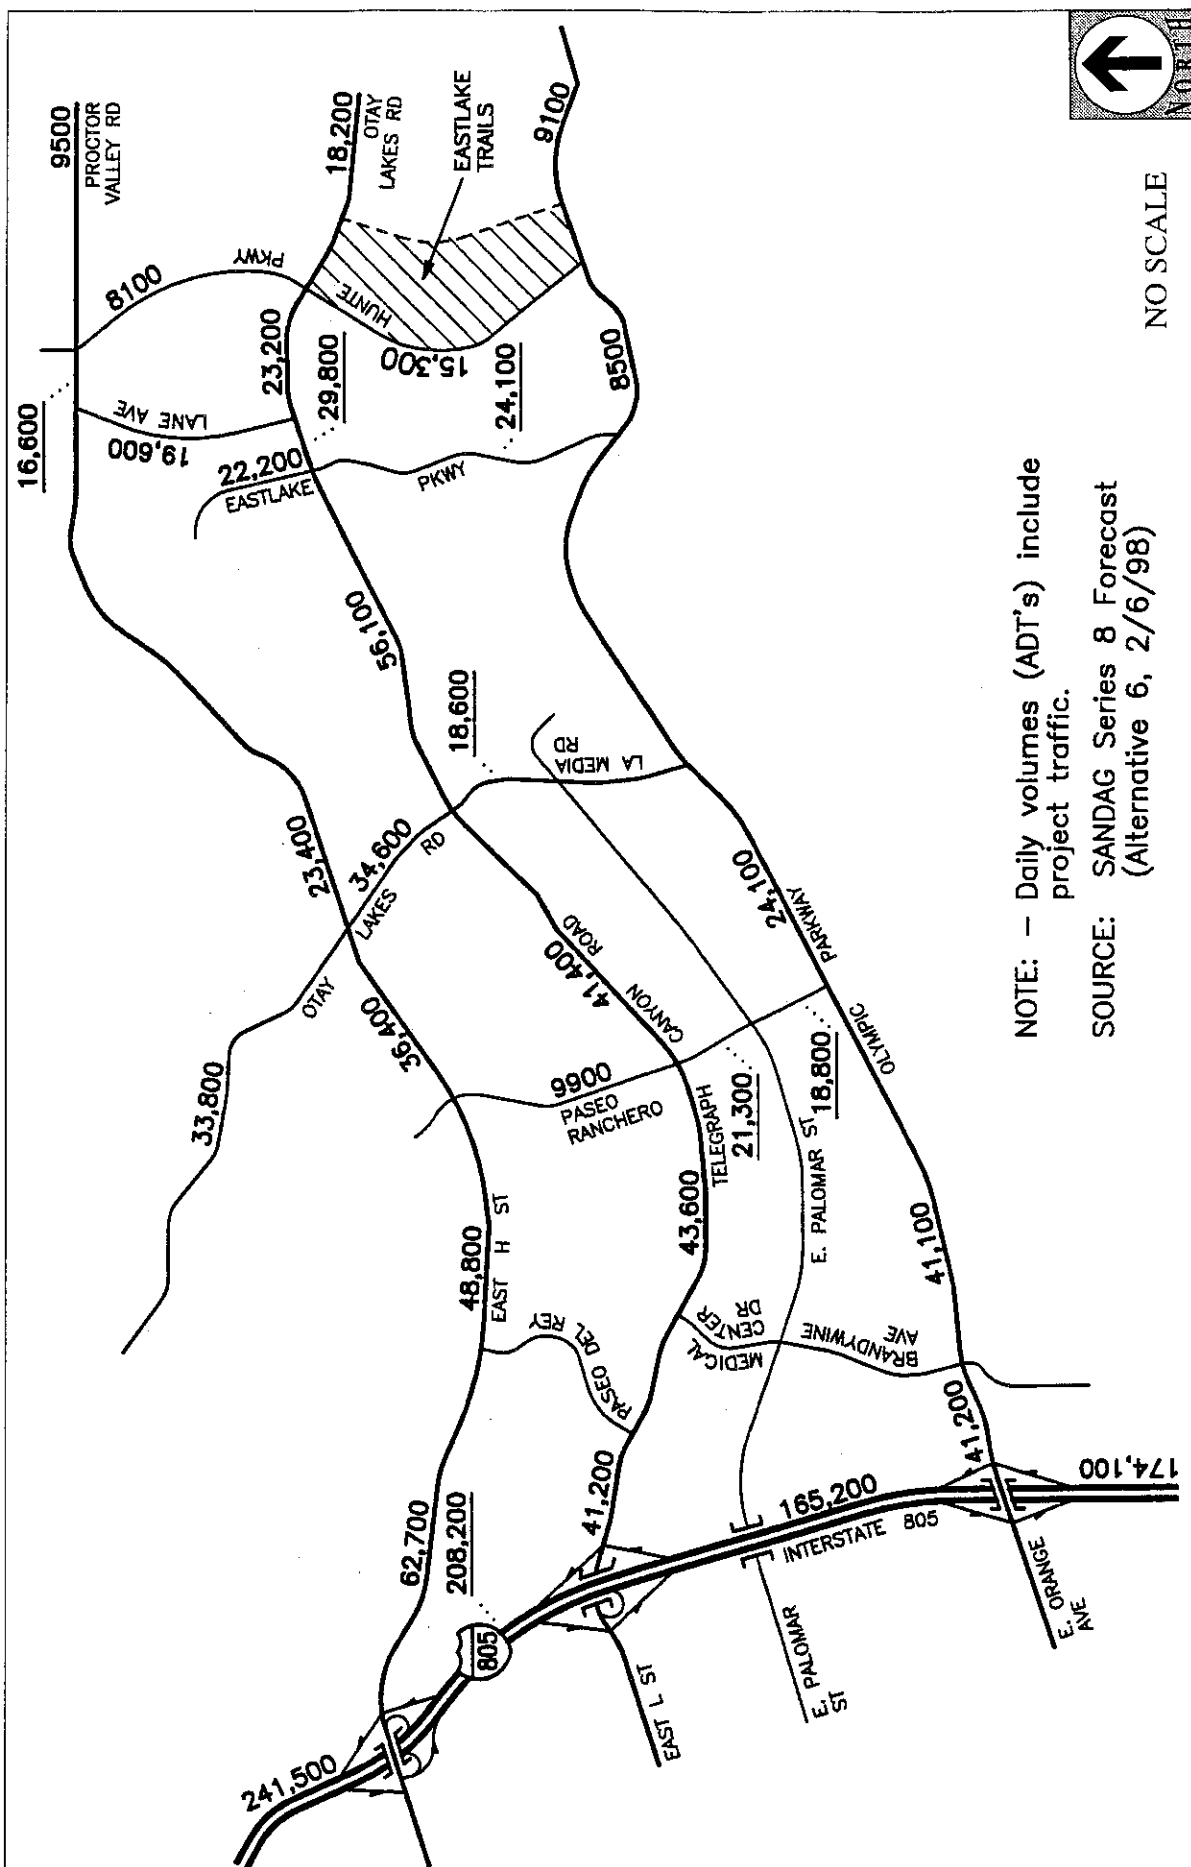 NORTH
NO SCALE
9500
PROCTOR
VALLEY RD
18,200
OTAY
LAKES RD
EASTLAKE
TRAILS
9100
8100
PKWY
HUNTE
15,300
23,200
29,800
24,100
8500
16,600
LANE AVE
19,600
22,200
EASTLAKE
PKWY
56,100
18,600
LA MEDIA
RD
23,400
34,600
OTAY
LAKES
RD
33,800
36,400
41,400
TELEGRAPH
CANYON
ROAD
24,100
OLYMPIC
PARKWAY
9900
PASEO
RANCHERO
21,300
18,800
48,800
EAST H ST
43,600
E. PALOMAR ST
41,100
PASEO DEL REY
MEDICAL
CENTER
DR
BRANDYWINE
AVE
62,700
208,200
41,200
41,200
165,200
INTERSTATE 805
174,100
805
241,500
EAST L ST
E. PALOMAR
ST
E. ORANGE
AVE
NOTE: - Daily volumes (ADT's) include
project traffic.
SOURCE: SANDAG Series 8 Forecast
(Alternative 6, 2/6/98)